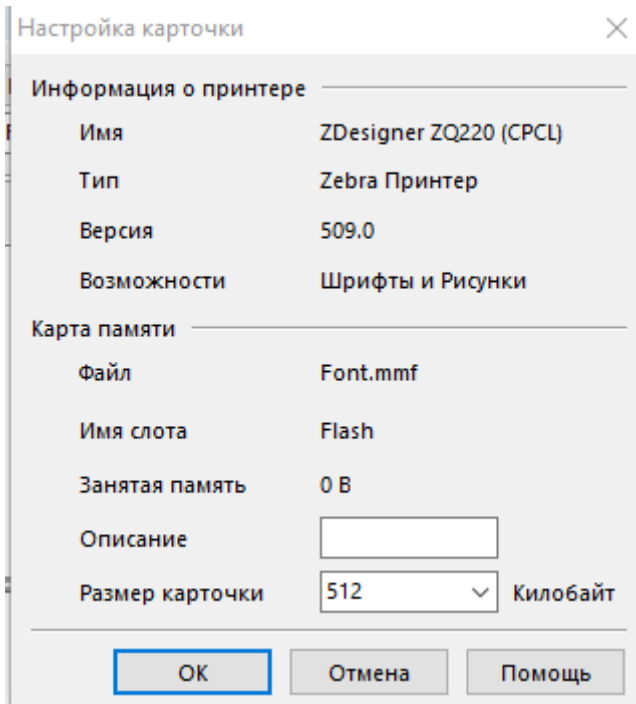 Настройка карточки
Информация о принтере
Имя ZDesigner ZQ220 (CPCL)
Тип Zebra Принтер
Версия 509.0
Возможности Шрифты и Рисунки
Карта памяти
Файл Font.mmf
Имя слота Flash
Занятая память 0 B
Описание
Размер карточки 512 Килобайт
ОК Отмена Помощь